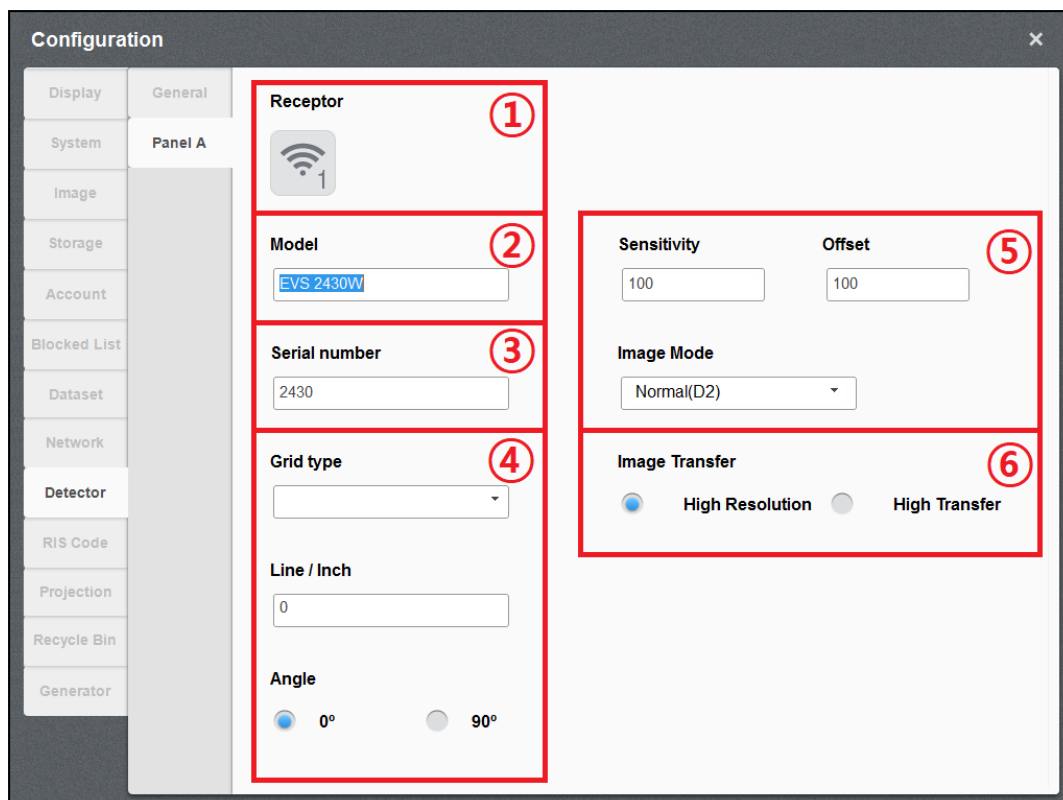 Configuration
×
Display
System
Image
Storage
Account
Blocked List
Dataset
Network
Detector
RIS Code
Projection
Recycle Bin
Generator
General
Panel A
Receptor
①
1
Model
②
EVS 2430W
Serial number
③
2430
Grid type
④
Line / Inch
0
Angle
0º 90º
Sensitivity Offset
⑤
100 100
Image Mode
Normal(D2)
Image Transfer
⑥
High Resolution High Transfer